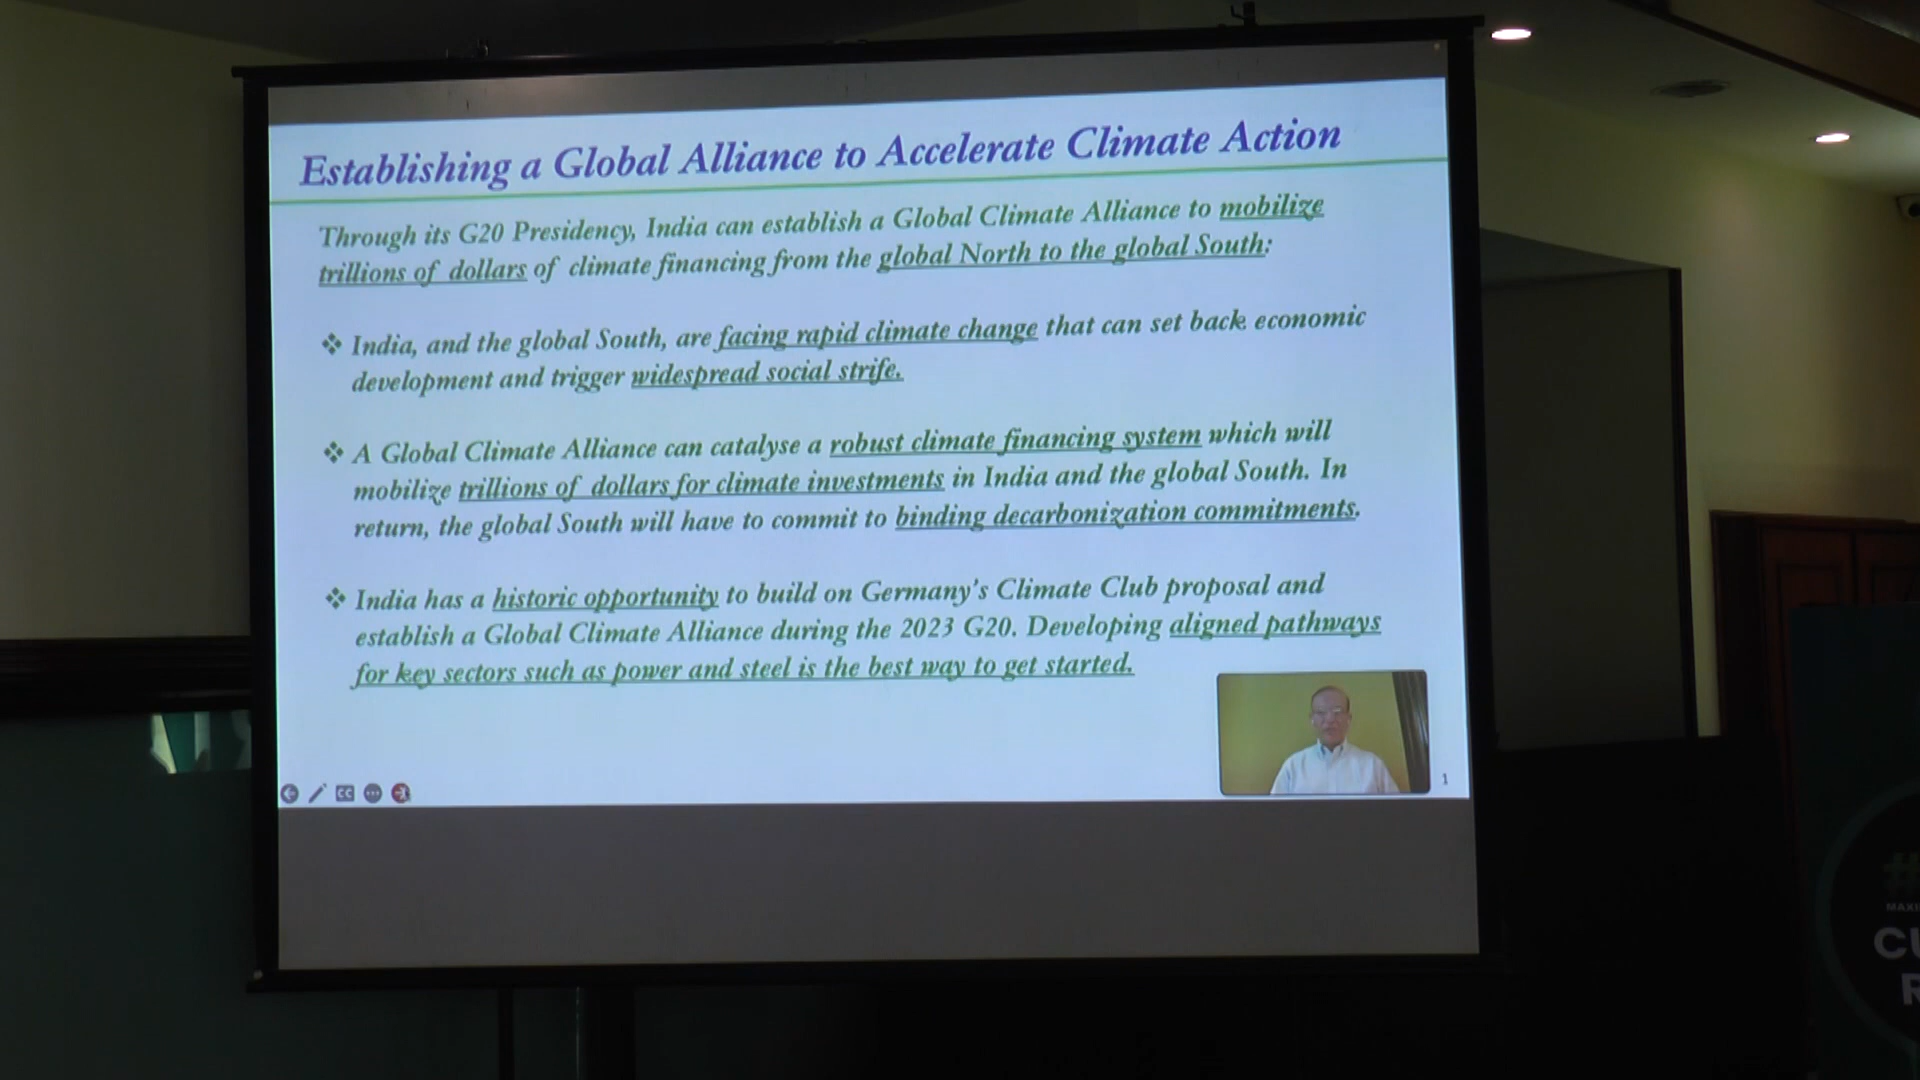 Establishing a Global Alliance to Accelerate Climate Action
Through its G20 Presidency, India can establish a Global Climate Alliance to mobilize
trillions of dollars of climate financing from the global North to the global South:
❖ India, and the global South, are facing rapid climate change that can set back economic
development and trigger widespread social strife.
❖ A Global Climate Alliance can catalyse a robust climate financing system which will
mobilize trillions of dollars for climate investments in India and the global South. In
return, the global South will have to commit to binding decarbonization commitments.
❖ India has a historic opportunity to build on Germany's Climate Club proposal and
establish a Global Climate Alliance during the 2023 G20. Developing aligned pathways
for key sectors such as power and steel is the best way to get started.
1
CC
#
MAXI
CU
R